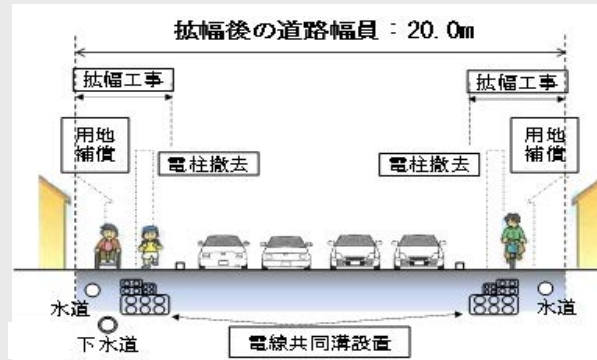 拡幅後の道路幅員：20.0m
拡幅工事
拡幅工事
用地
補償
電柱撤去
電柱撤去
用地
補償
水道
水道
下水道
電線共同溝設置